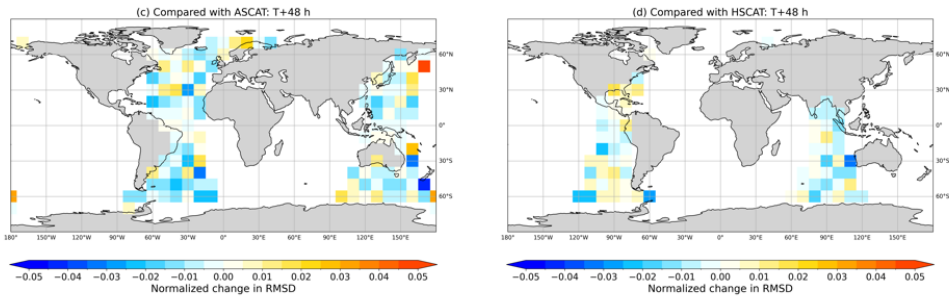 (c) Compared with ASCAT: T+48 h
60°N
30°N
0°
30°S
60°S
180° 150°W 120°W 90°W 60°W 30°W 0° 30°E 60°E 90°E 120°E 150°E
−0.05 −0.04 −0.03 −0.02 −0.01 0.00 0.01 0.02 0.03 0.04 0.05
Normalized change in RMSD
(d) Compared with HSCAT: T+48 h
60°N
30°N
0°
30°S
60°S
180° 150°W 120°W 90°W 60°W 30°W 0° 30°E 60°E 90°E 120°E 150°E
−0.05 −0.04 −0.03 −0.02 −0.01 0.00 0.01 0.02 0.03 0.04 0.05
Normalized change in RMSD